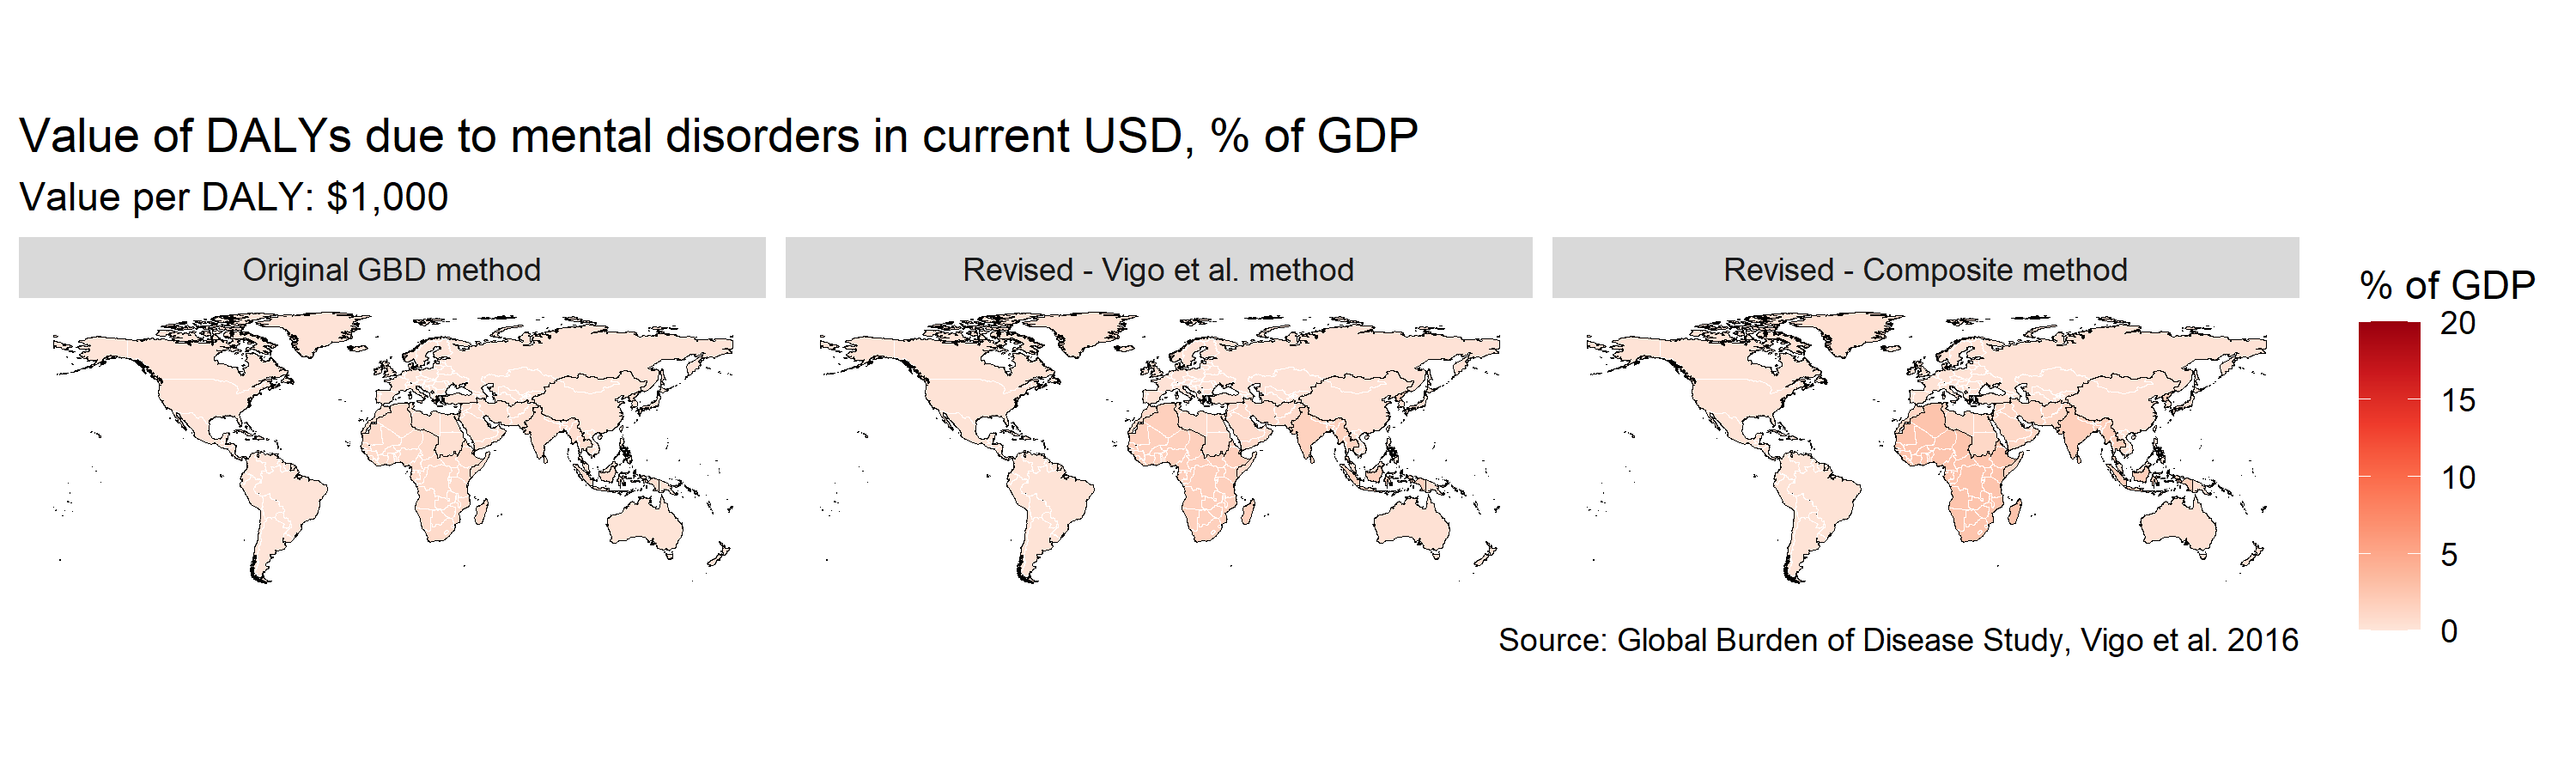 Value of DALYs due to mental disorders in current USD, % of GDP
Value per DALY: $1,000
Original GBD method
Revised - Vigo et al. method
Revised - Composite method
% of GDP
20
15
10
5
0
Source: Global Burden of Disease Study, Vigo et al. 2016